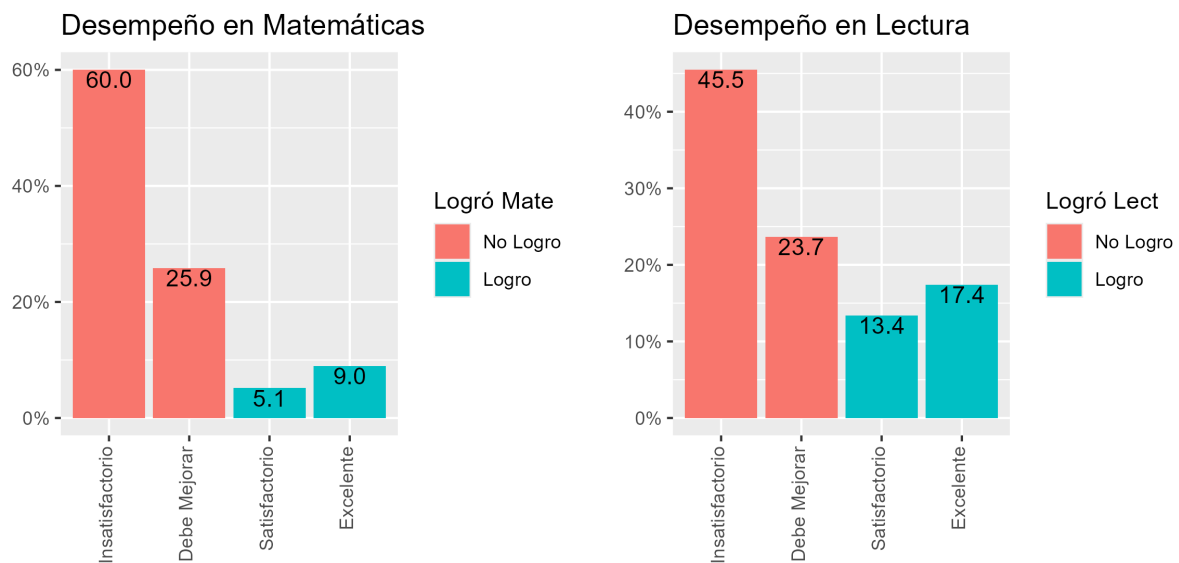 Desempeño en Matemáticas
60%
40%
20%
0%
60.0
25.9
5.1
9.0
Insatisfactorio
Debe Mejorar
Satisfactorio
Excelente
Logró Mate
No Logro
Logro
Desempeño en Lectura
40%
30%
20%
10%
0%
45.5
23.7
13.4
17.4
Insatisfactorio
Debe Mejorar
Satisfactorio
Excelente
Logró Lect
No Logro
Logro